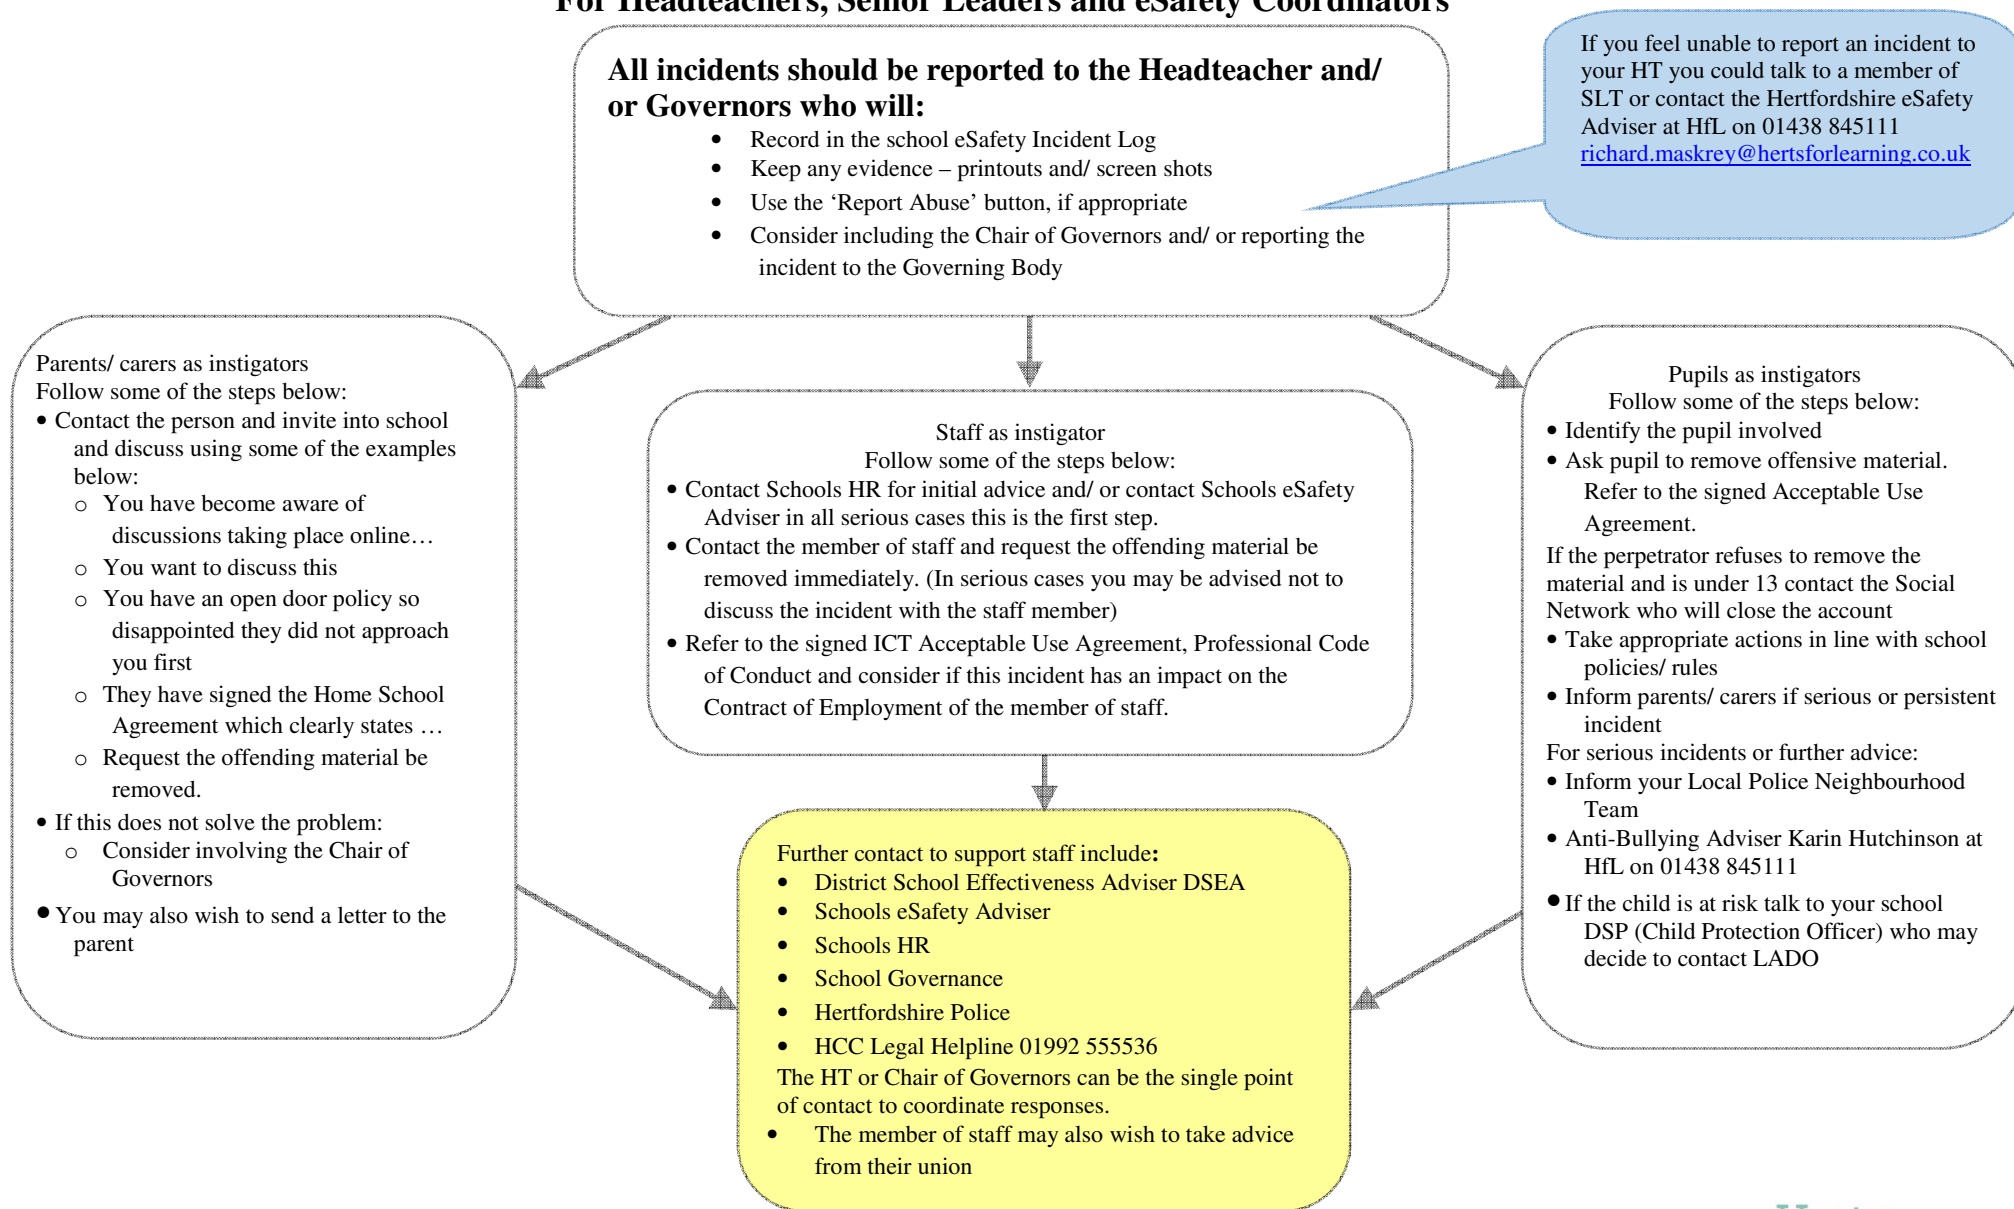 For Headteachers, Senior Leaders and eSafety Coordinators
All incidents should be reported to the Headteacher and/
or Governors who will:
• Record in the school eSafety Incident Log
• Keep any evidence – printouts and/ screen shots
• Use the ‘Report Abuse’ button, if appropriate
• Consider including the Chair of Governors and/ or reporting the
incident to the Governing Body
If you feel unable to report an incident to
your HT you could talk to a member of
SLT or contact the Hertfordshire eSafety
Adviser at HfL on 01438 845111
richard.maskrey@hertsforlearning.co.uk
Parents/ carers as instigators
Follow some of the steps below:
• Contact the person and invite into school
and discuss using some of the examples
below:
o You have become aware of
discussions taking place online…
o You want to discuss this
o You have an open door policy so
disappointed they did not approach
you first
o They have signed the Home School
Agreement which clearly states …
o Request the offending material be
removed.
• If this does not solve the problem:
o Consider involving the Chair of
Governors
• You may also wish to send a letter to the
parent
Staff as instigator
Follow some of the steps below:
• Contact Schools HR for initial advice and/ or contact Schools eSafety
Adviser in all serious cases this is the first step.
• Contact the member of staff and request the offending material be
removed immediately. (In serious cases you may be advised not to
discuss the incident with the staff member)
• Refer to the signed ICT Acceptable Use Agreement, Professional Code
of Conduct and consider if this incident has an impact on the
Contract of Employment of the member of staff.
Pupils as instigators
Follow some of the steps below:
• Identify the pupil involved
• Ask pupil to remove offensive material.
Refer to the signed Acceptable Use
Agreement.
If the perpetrator refuses to remove the
material and is under 13 contact the Social
Network who will close the account
• Take appropriate actions in line with school
policies/ rules
• Inform parents/ carers if serious or persistent
incident
For serious incidents or further advice:
• Inform your Local Police Neighbourhood
Team
• Anti-Bullying Adviser Karin Hutchinson at
HfL on 01438 845111
• If the child is at risk talk to your school
DSP (Child Protection Officer) who may
decide to contact LADO
Further contact to support staff include:
• District School Effectiveness Adviser DSEA
• Schools eSafety Adviser
• Schools HR
• School Governance
• Hertfordshire Police
• HCC Legal Helpline 01992 555536
The HT or Chair of Governors can be the single point
of contact to coordinate responses.
• The member of staff may also wish to take advice
from their union